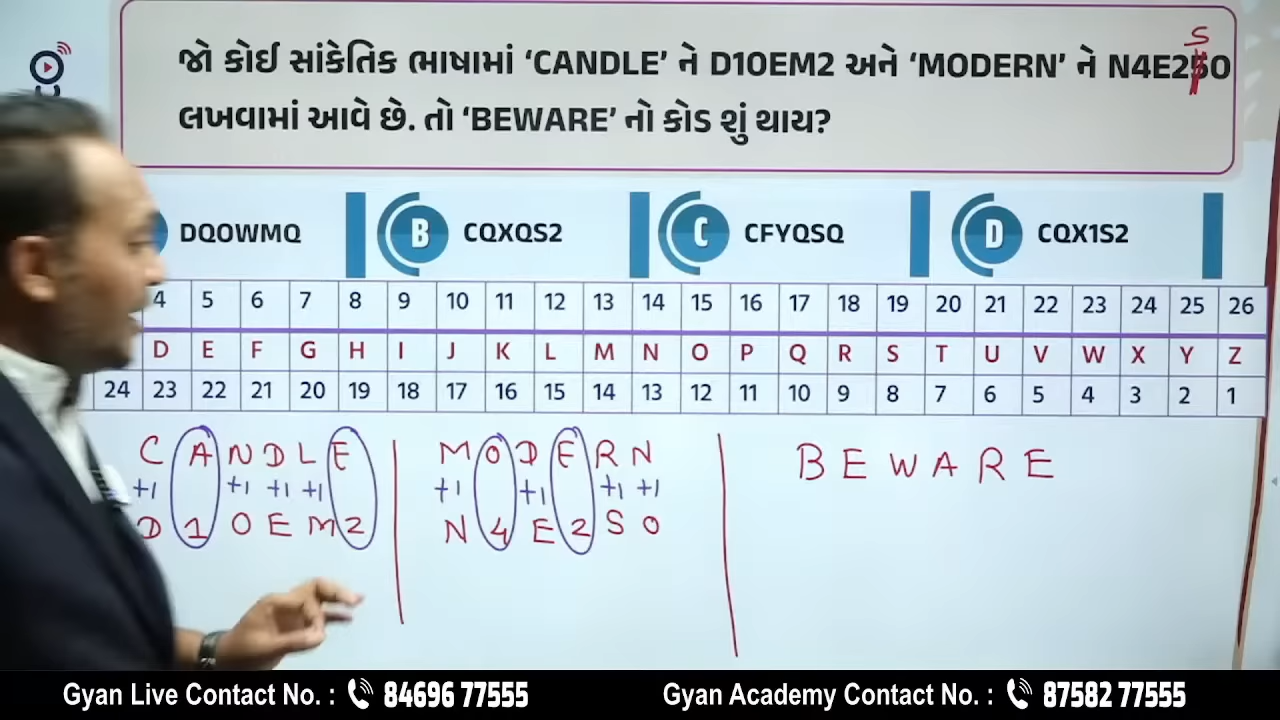 જો કોઈ સાંકેતિક ભાષામાં ‘CANDLE’ ને D10EM2 અને ‘MODERN’ ને N4E250
S
લખવામાં આવે છે. તો ‘BEWARE’ નો કોડ શું થાય?
DQOWMQ B CQXQS2 C CFYQSQ D CQX1S2
4 5 6 7 8 9 10 11 12 13 14 15 16 17 18 19 20 21 22 23 24 25 26
D E F G H I J K L M N O P Q R S T U V W X Y Z
24 23 22 21 20 19 18 17 16 15 14 13 12 11 10 9 8 7 6 5 4 3 2 1
C A N D L E M O D E R N B E W A R E
+1 +1 +1 +1 +1 +1 +1 +1
D 1 O E M 2 N 4 E 2 S O
Gyan Live Contact No. : 84696 77555 Gyan Academy Contact No. : 87582 77555